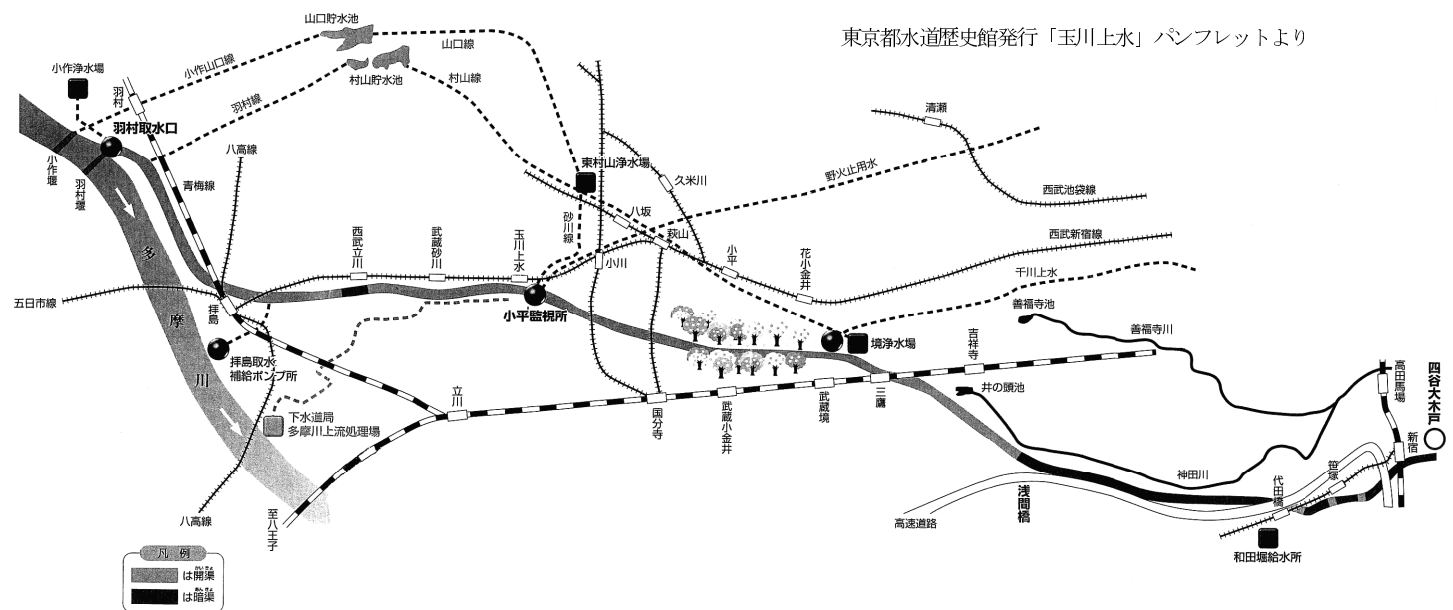 東京都水道歴史館発行「玉川上水」パンフレットより
山口貯水池
山口線
小作浄水場
小作山口線
村山貯水池
村山線
羽村
羽村線
羽村取水口
清瀬
小作堰
羽村堰
青梅線
八高線
東村山浄水場
久米川
野火止用水
西武池袋線
多摩川
西武立川
武蔵砂川
玉川上水
砂川線
八坂
萩山
小平
花小金井
西武新宿線
小川
千川上水
五日市線
拝島
小平監視所
善福寺池
善福寺川
拝島取水
補給ポンプ所
境浄水場
吉祥寺
高田馬場
四谷大木戸
立川
国分寺
武蔵小金井
武蔵境
三鷹
井の頭池
下水道局
多摩川上流処理場
新宿
神田川
笹塚
代田橋
浅間橋
高速道路
八高線
至八王子
和田堀給水所
凡例
かいきょ
は開渠
あんきょ
は暗渠